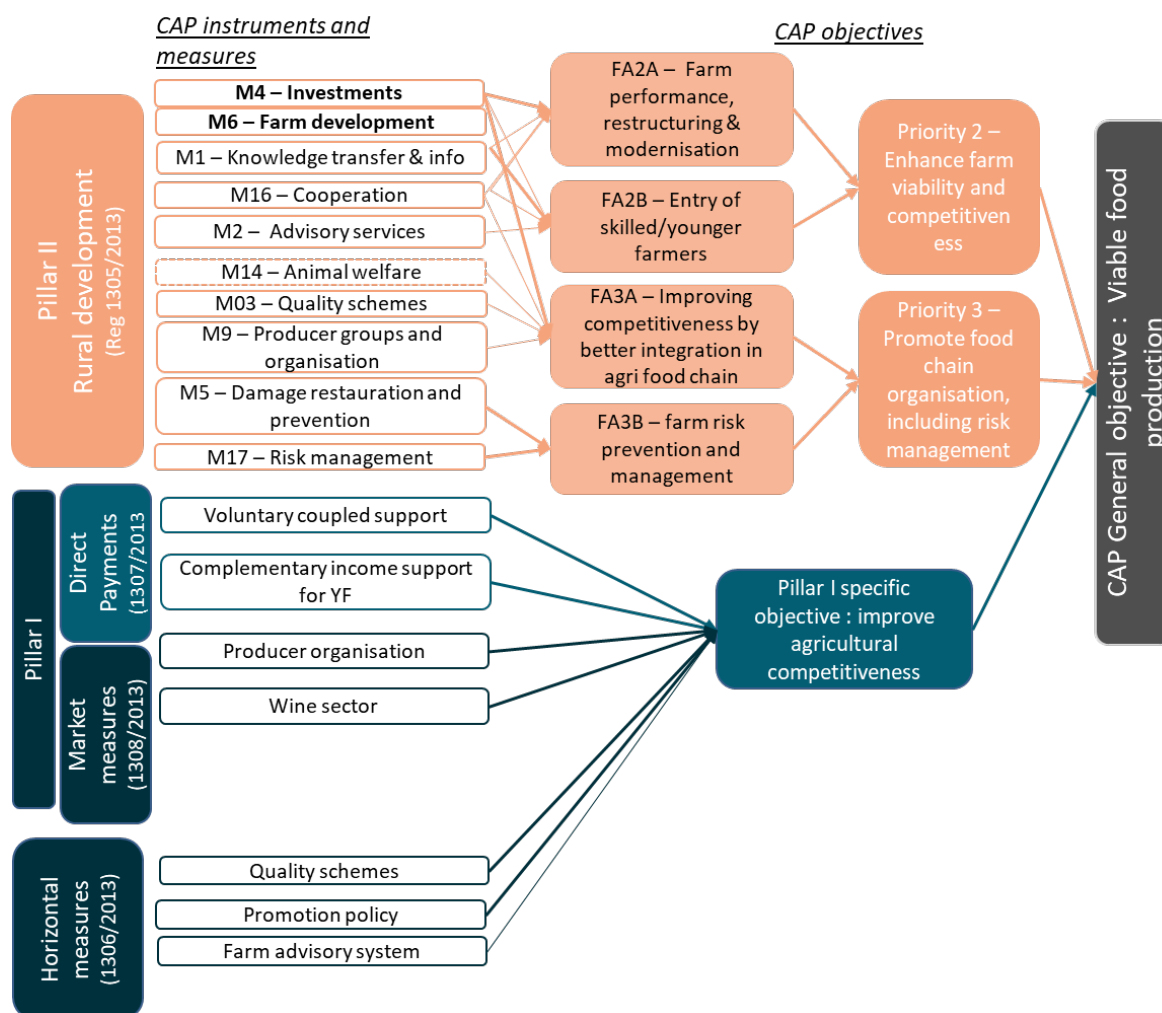 CAP instruments and
measures
CAP objectives
Pillar II
Rural development
(Reg 1305/2013)
M4 – Investments
M6 – Farm development
M1 – Knowledge transfer & info
M16 – Cooperation
M2 – Advisory services
M14 – Animal welfare
M03 – Quality schemes
M9 – Producer groups and
organisation
M5 – Damage restauration and
prevention
M17 – Risk management
FA2A – Farm
performance,
restructuring &
modernisation
FA2B – Entry of
skilled/younger
farmers
FA3A – Improving
competitiveness by
better integration in
agri food chain
FA3B – farm risk
prevention and
management
Priority 2 –
Enhance farm
viability and
competitiven
ess
Priority 3 –
Promote food
chain
organisation,
including risk
management
CAP General objective : Viable food
production
Pillar I
Direct
Payments
(1307/2013
Market
measures
(1308/2013)
Voluntary coupled support
Complementary income support
for YF
Producer organisation
Wine sector
Pillar I specific
objective : improve
agricultural
competitiveness
Horizontal
measures
(1306/2013)
Quality schemes
Promotion policy
Farm advisory system